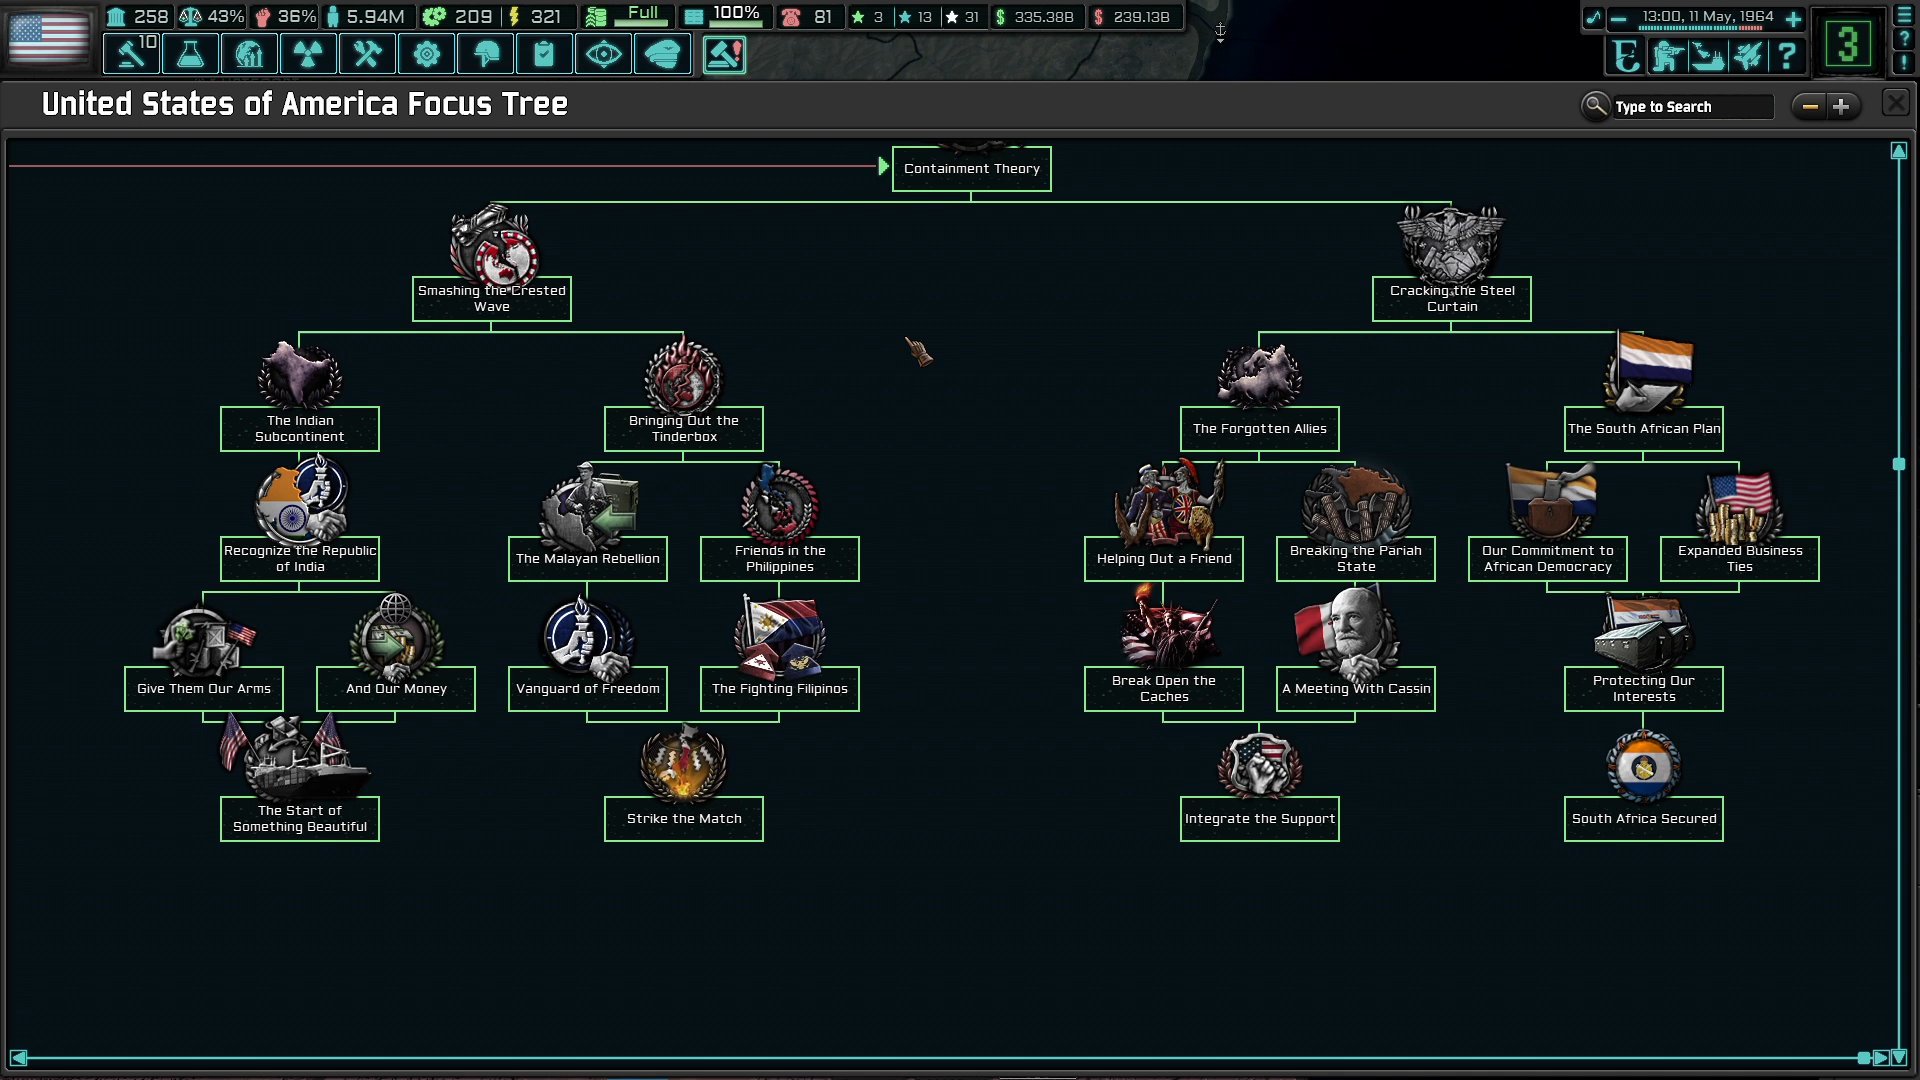 258 43% 36% 5.94M 209 321 Full 100% 81 3 13 31 $ 335.38B $ 239.13B 13:00, 11 May, 1964
10
3
United States of America Focus Tree
Type to Search
Containment Theory
Smashing the Crested
Wave
Cracking the Steel
Curtain
The Indian
Subcontinent
Bringing Out the
Tinderbox
The Forgotten Allies
The South African Plan
Recognize the Republic
of India
The Malayan Rebellion
Friends in the
Philippines
Helping Out a Friend
Breaking the Pariah
State
Our Commitment to
African Democracy
Expanded Business
Ties
Give Them Our Arms
And Our Money
Vanguard of Freedom
The Fighting Filipinos
Break Open the
Caches
A Meeting With Cassin
Protecting Our
Interests
The Start of
Something Beautiful
Strike the Match
Integrate the Support
South Africa Secured